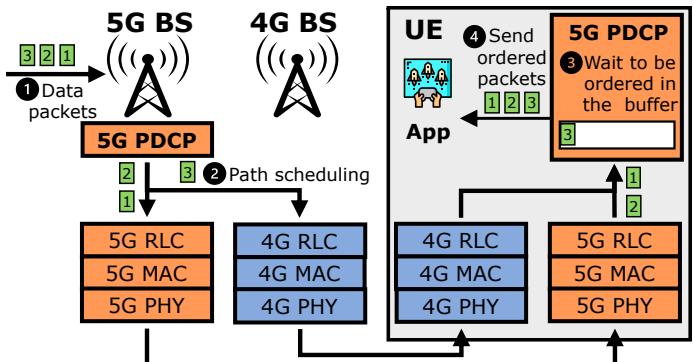 5G BS
4G BS
3 2 1
1 Data
packets
5G PDCP
2
1
3
2 Path scheduling
5G RLC
5G MAC
5G PHY
4G RLC
4G MAC
4G PHY
UE
App
4 Send
ordered
packets
1 2 3
5G PDCP
3 Wait to be
ordered in
the buffer
3
1
2
4G RLC
4G MAC
4G PHY
5G RLC
5G MAC
5G PHY